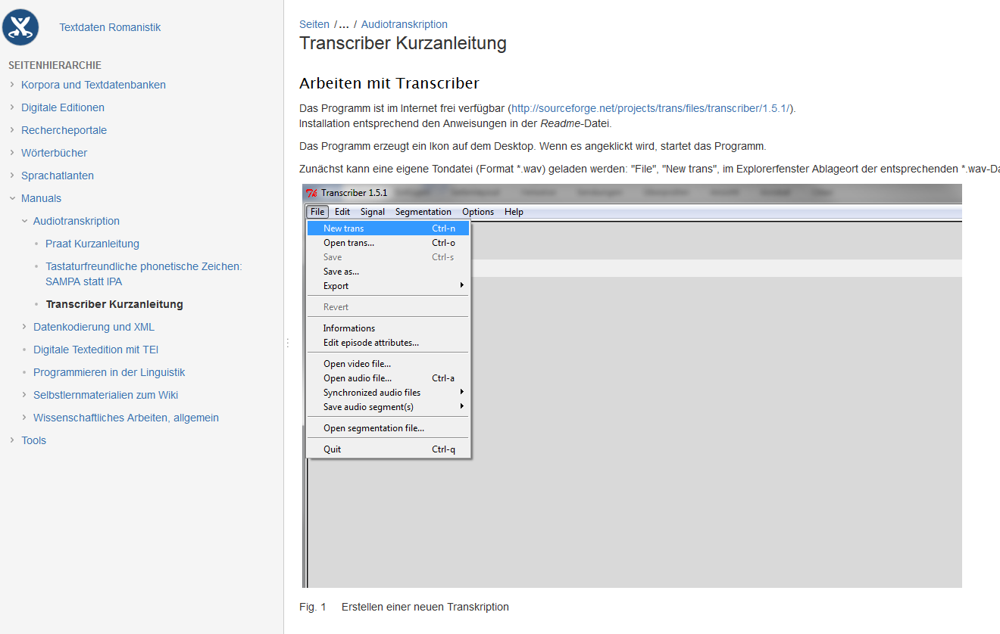 Textdaten Romanistik
SEITENHIERARCHIE
Korpora und Textdatenbanken
Digitale Editionen
Rechercheportale
Wörterbücher
Sprachatlanten
Manuals
Audiotranskription
Praat Kurzanleitung
Tastaturfreundliche phonetische Zeichen:
SAMPA statt IPA
Transcriber Kurzanleitung
Datenkodierung und XML
Digitale Textedition mit TEI
Programmieren in der Linguistik
Selbstlernmaterialien zum Wiki
Wissenschaftliches Arbeiten, allgemein
Tools
Seiten /... / Audiotranskription
Transcriber Kurzanleitung
Arbeiten mit Transcriber
Das Programm ist im Internet frei verfügbar (http://sourceforge.net/projects/trans/files/transcriber/1.5.1/).
Installation entsprechend den Anweisungen in der Readme-Datei.
Das Programm erzeugt ein Ikon auf dem Desktop. Wenn es angeklickt wird, startet das Programm.
Zunächst kann eine eigene Tondatei (Format *.wav) geladen werden: "File", "New trans", im Explorerfenster Ablageort der entsprechenden *.wav-Da
Transcriber 1.5.1
File Edit Signal Segmentation Options Help
New trans Ctrl-n
Open trans... Ctrl-o
Save Ctrl-s
Save as...
Export
Revert
Informations
Edit episode attributes...
Open video file...
Open audio file... Ctrl-a
Synchronized audio files
Save audio segment(s)
Open segmentation file...
Quit Ctrl-q
Fig. 1 Erstellen einer neuen Transkription